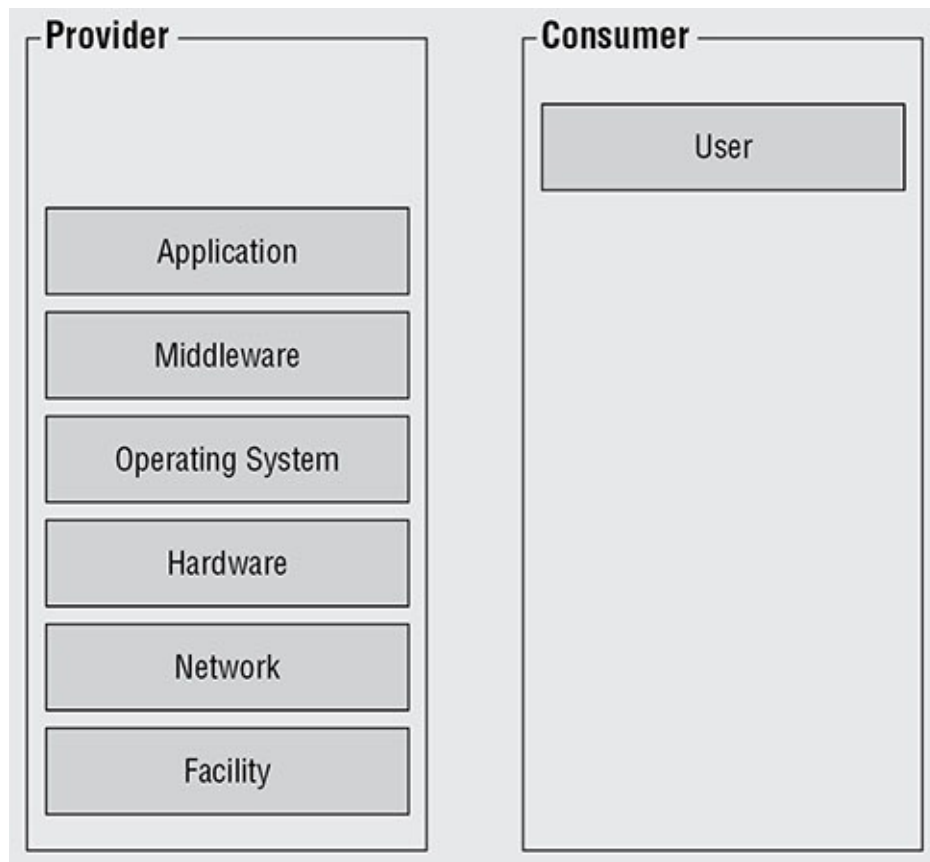 Provider
Application
Middleware
Operating System
Hardware
Network
Facility
Consumer
User